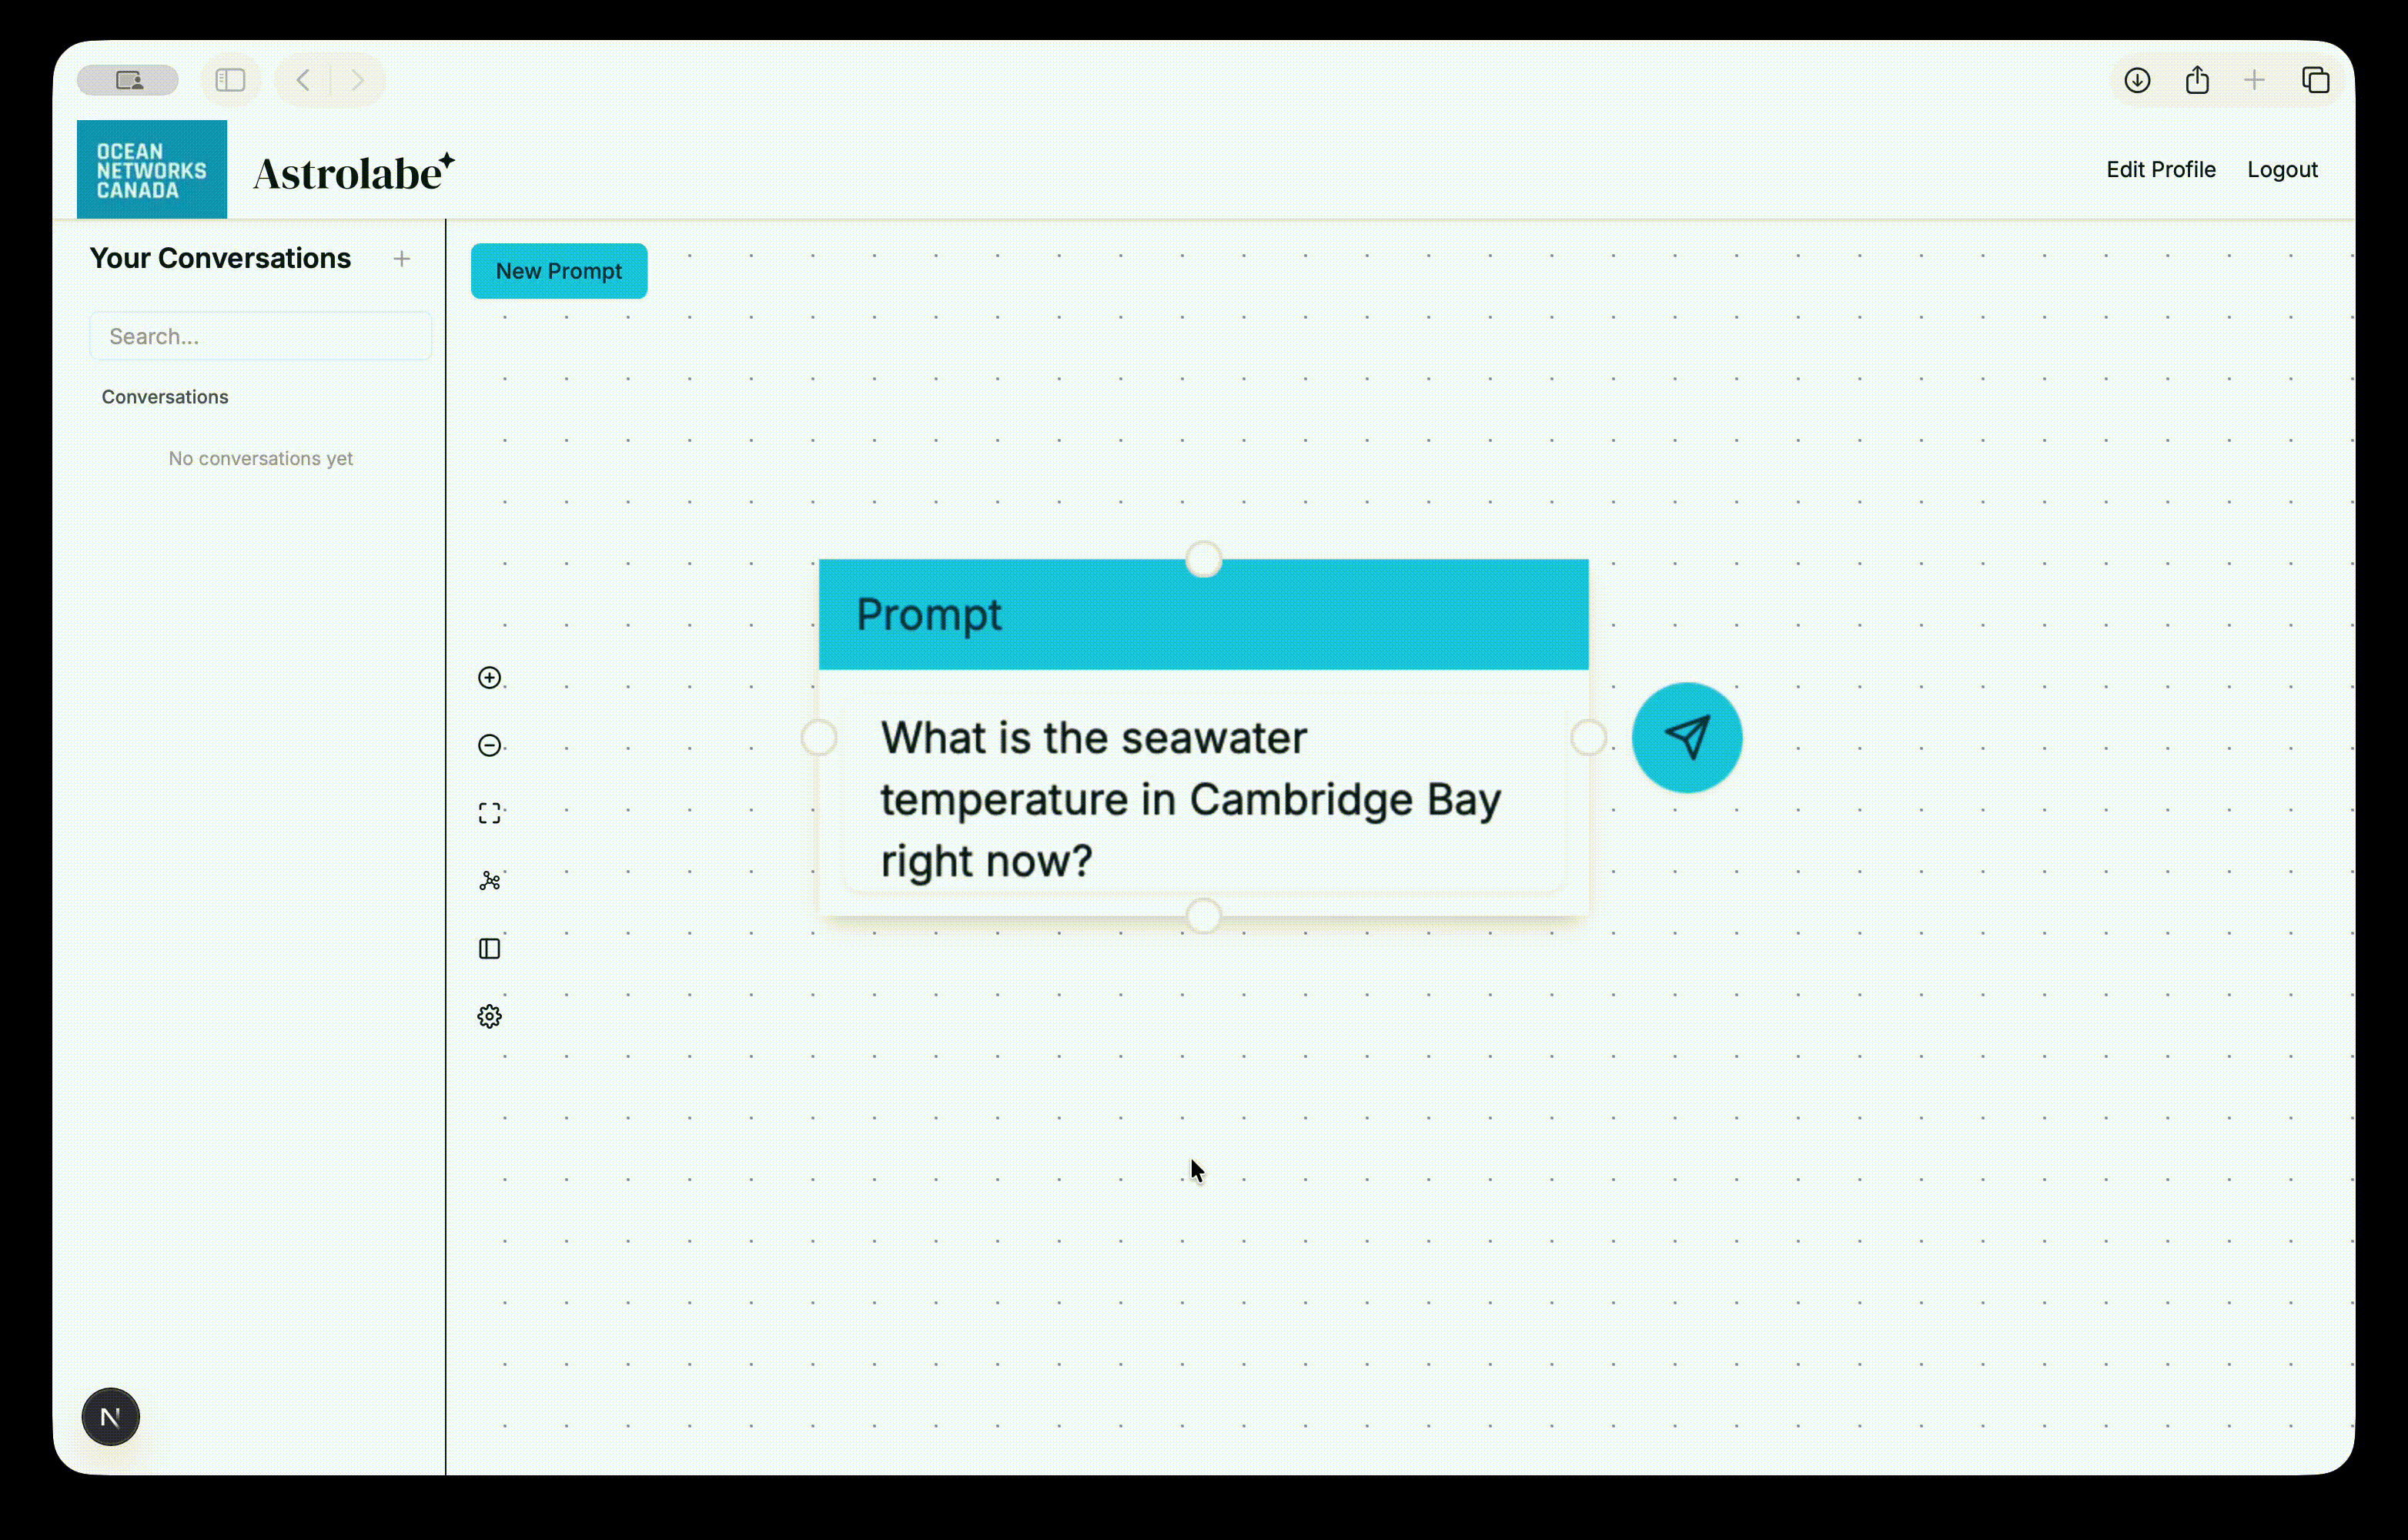 OCEAN
NETWORKS
CANADA
Astrolabe
Edit Profile
Logout
Your Conversations
New Prompt
Search...
Conversations
No conversations yet
Prompt
What is the seawater
temperature in Cambridge Bay
right now?
N